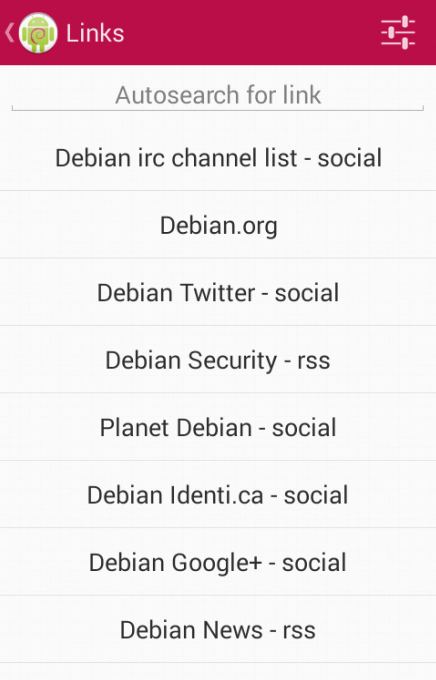 Links
Autosearch for link
Debian irc channel list - social
Debian.org
Debian Twitter - social
Debian Security - rss
Planet Debian - social
Debian Identi.ca - social
Debian Google+ - social
Debian News - rss